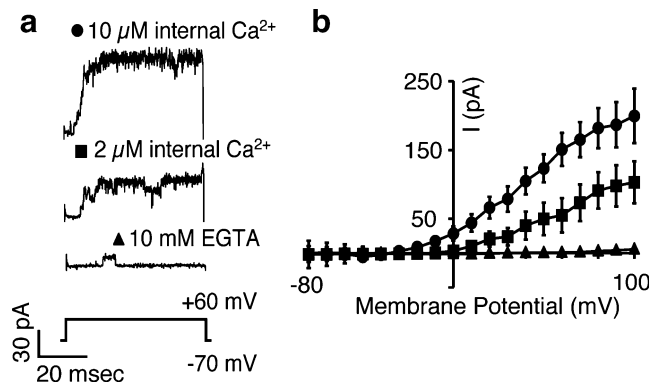 a
● 10 µM internal Ca²⁺
■ 2 µM internal Ca²⁺
▲ 10 mM EGTA
+60 mV
-70 mV
30 pA
20 msec
b
250
150
50
I (pA)
-80
100
Membrane Potential (mV)